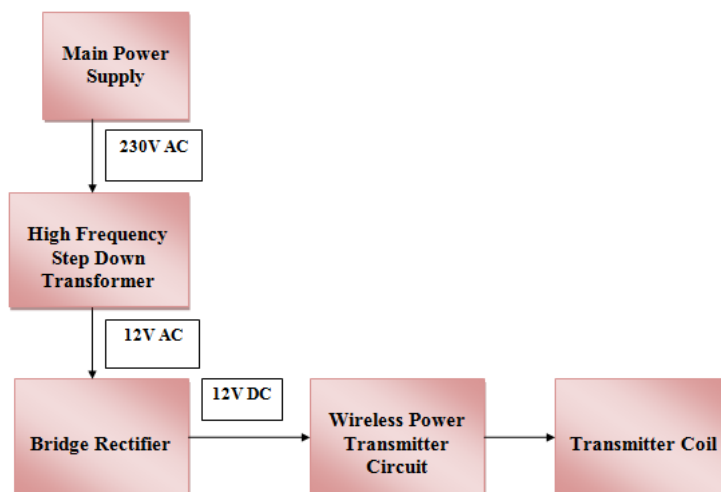 Main Power
Supply
230V AC
High Frequency
Step Down
Transformer
12V AC
12V DC
Bridge Rectifier
Wireless Power
Transmitter
Circuit
Transmitter Coil